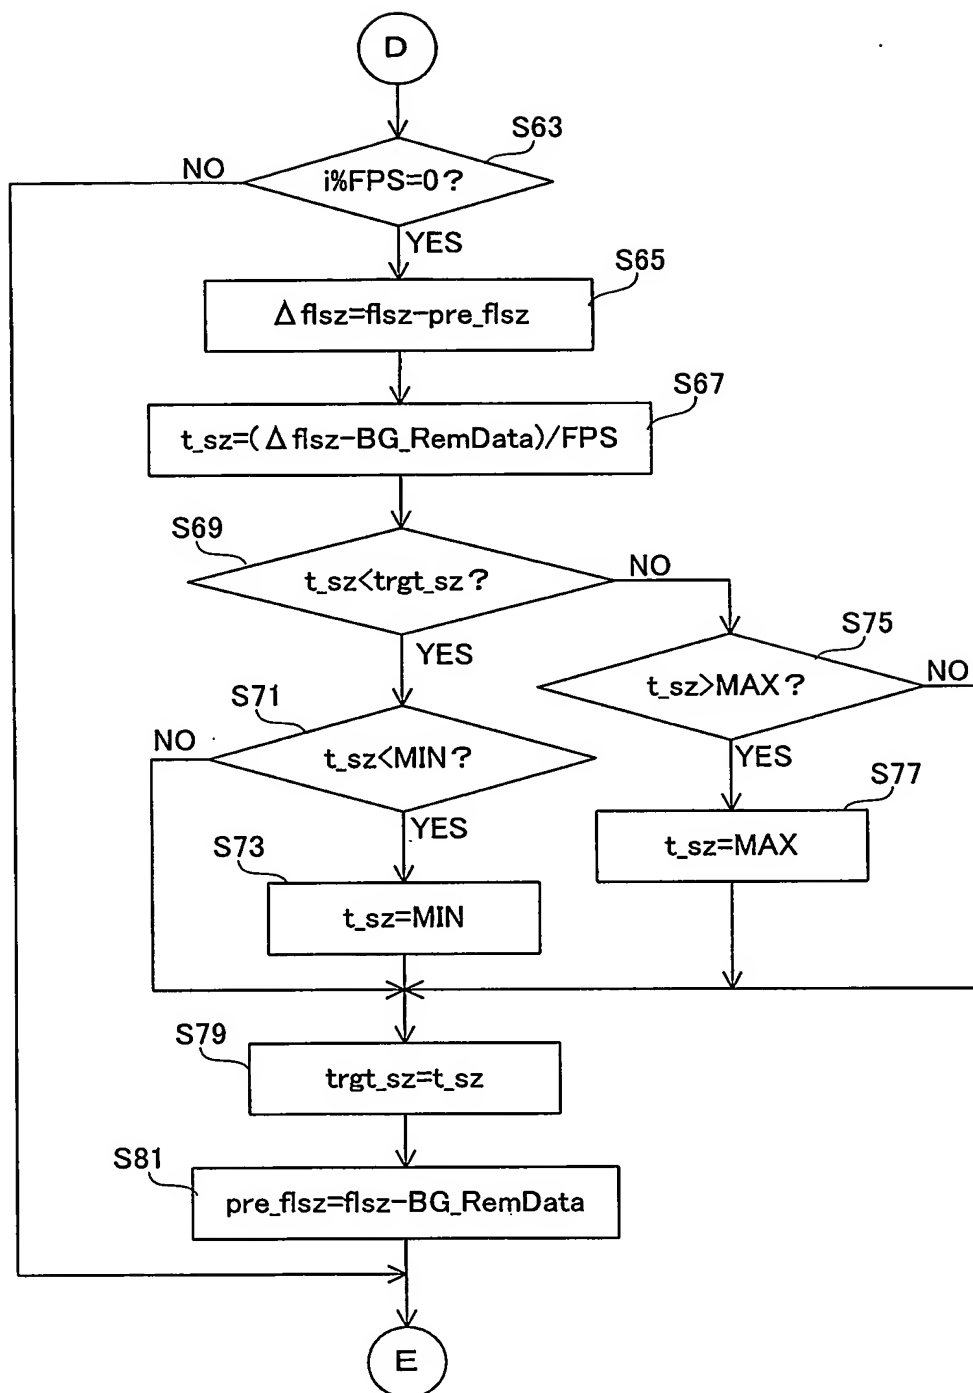 D
S63
NO
i%FPS=0?
YES
S65
Δflsz=flsz-pre_flsz
S67
t_sz=(Δflsz-BG_RemData)/FPS
S69
t_sz<trgt_sz?
NO
YES
S75
t_sz>MAX?
NO
S71
NO
t_sz<MIN?
YES
S77
YES
t_sz=MAX
S73
t_sz=MIN
S79
trgt_sz=t_sz
S81
pre_flsz=flsz-BG_RemData
E